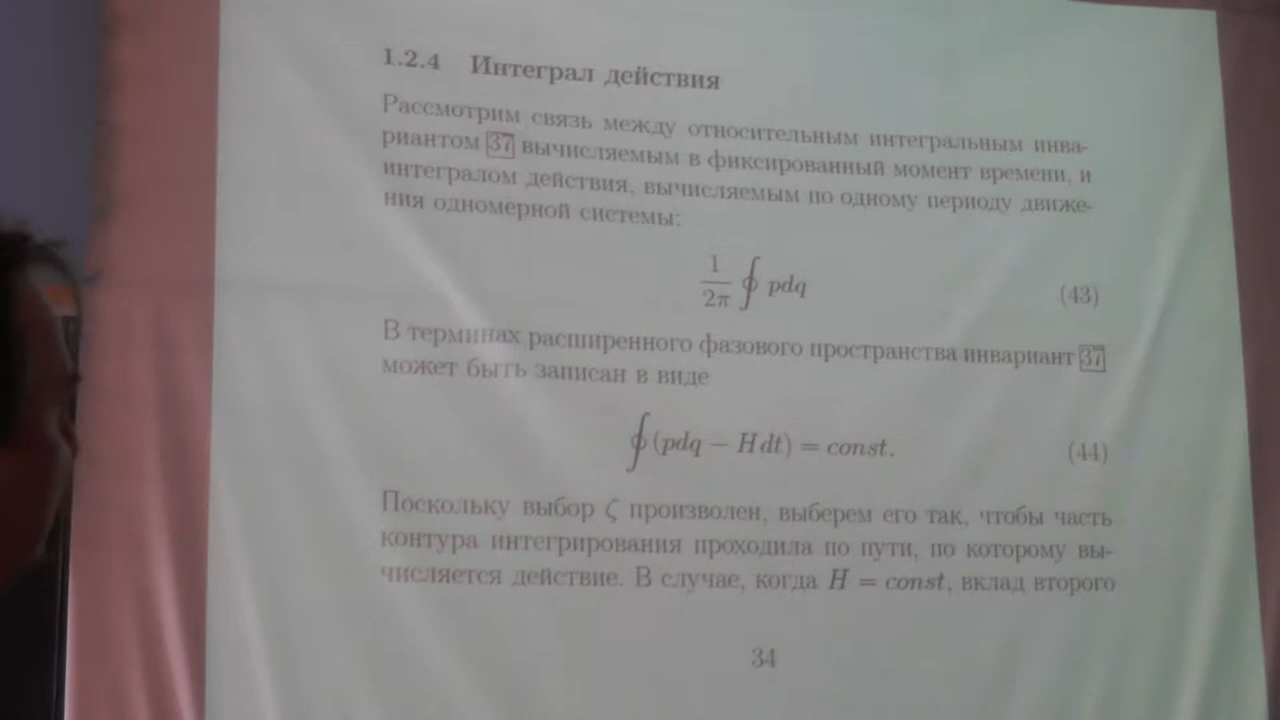 1.2.4 Интеграл действия
Рассмотрим связь между относительным интегральным инва-
риантом 37 вычисляемым в фиксированный момент времени, и
интегралом действия, вычисляемым по одному периоду движе-
ния одномерной системы:
1/2π ∮ pdq (43)
В терминах расширенного фазового пространства инвариант 37
может быть записан в виде
∮(pdq − Hdt) = const. (44)
Поскольку выбор ζ произволен, выберем его так, чтобы часть
контура интегрирования проходила по пути, по которому вы-
числяется действие. В случае, когда H = const, вклад второго
34